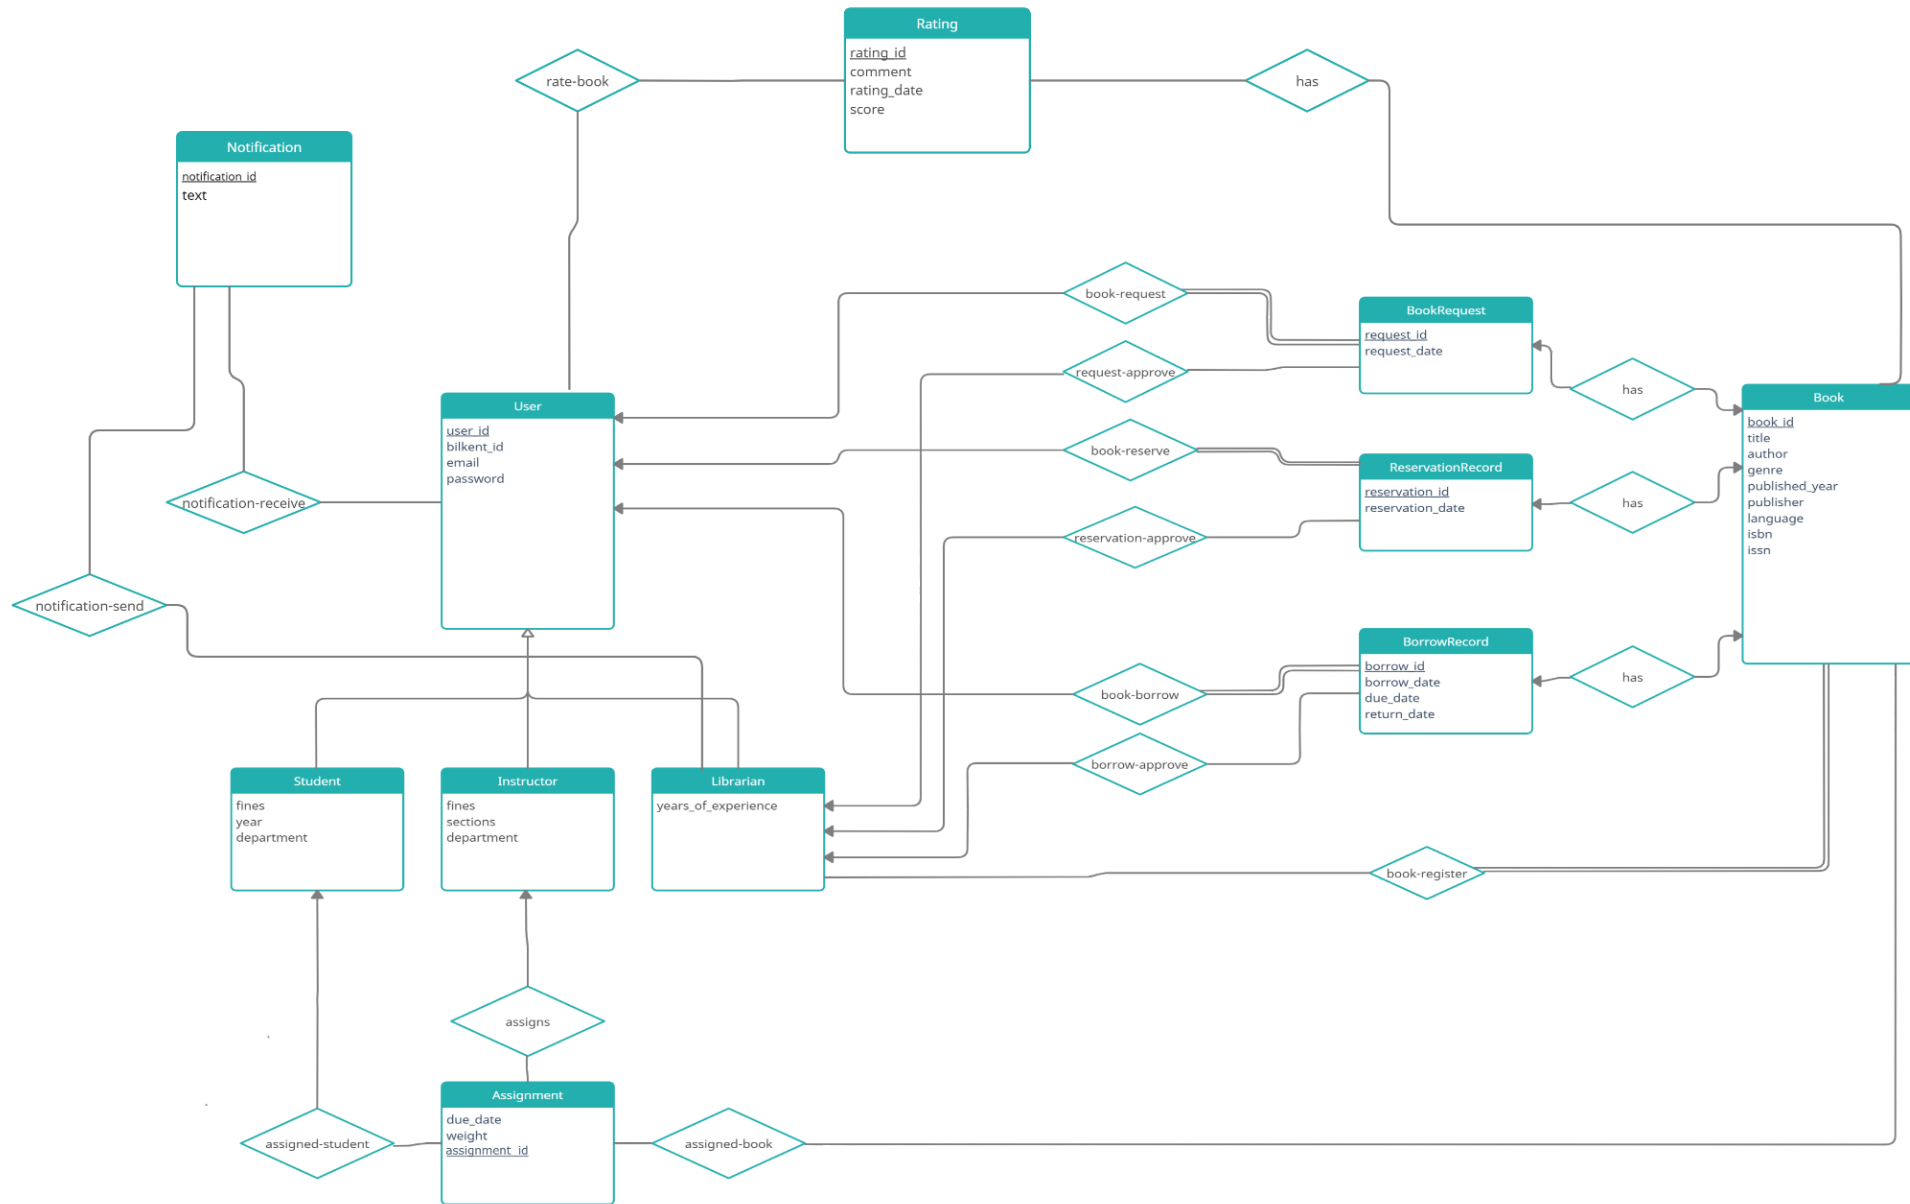 Rating
rating_id
comment
rating_date
score
rate-book
has
Notification
notification_id
text
book-request
BookRequest
request_id
request_date
request-approve
has
User
user_id
bilkent_id
email
password
Book
book_id
title
author
genre
published_year
publisher
language
isbn
issn
book-reserve
ReservationRecord
reservation_id
reservation_date
has
notification-receive
reservation-approve
notification-send
BorrowRecord
borrow_id
borrow_date
due_date
return_date
has
book-borrow
borrow-approve
Student
fines
year
department
Instructor
fines
sections
department
Librarian
years_of_experience
book-register
assigns
Assignment
due_date
weight
assignment_id
assigned-student
assigned-book